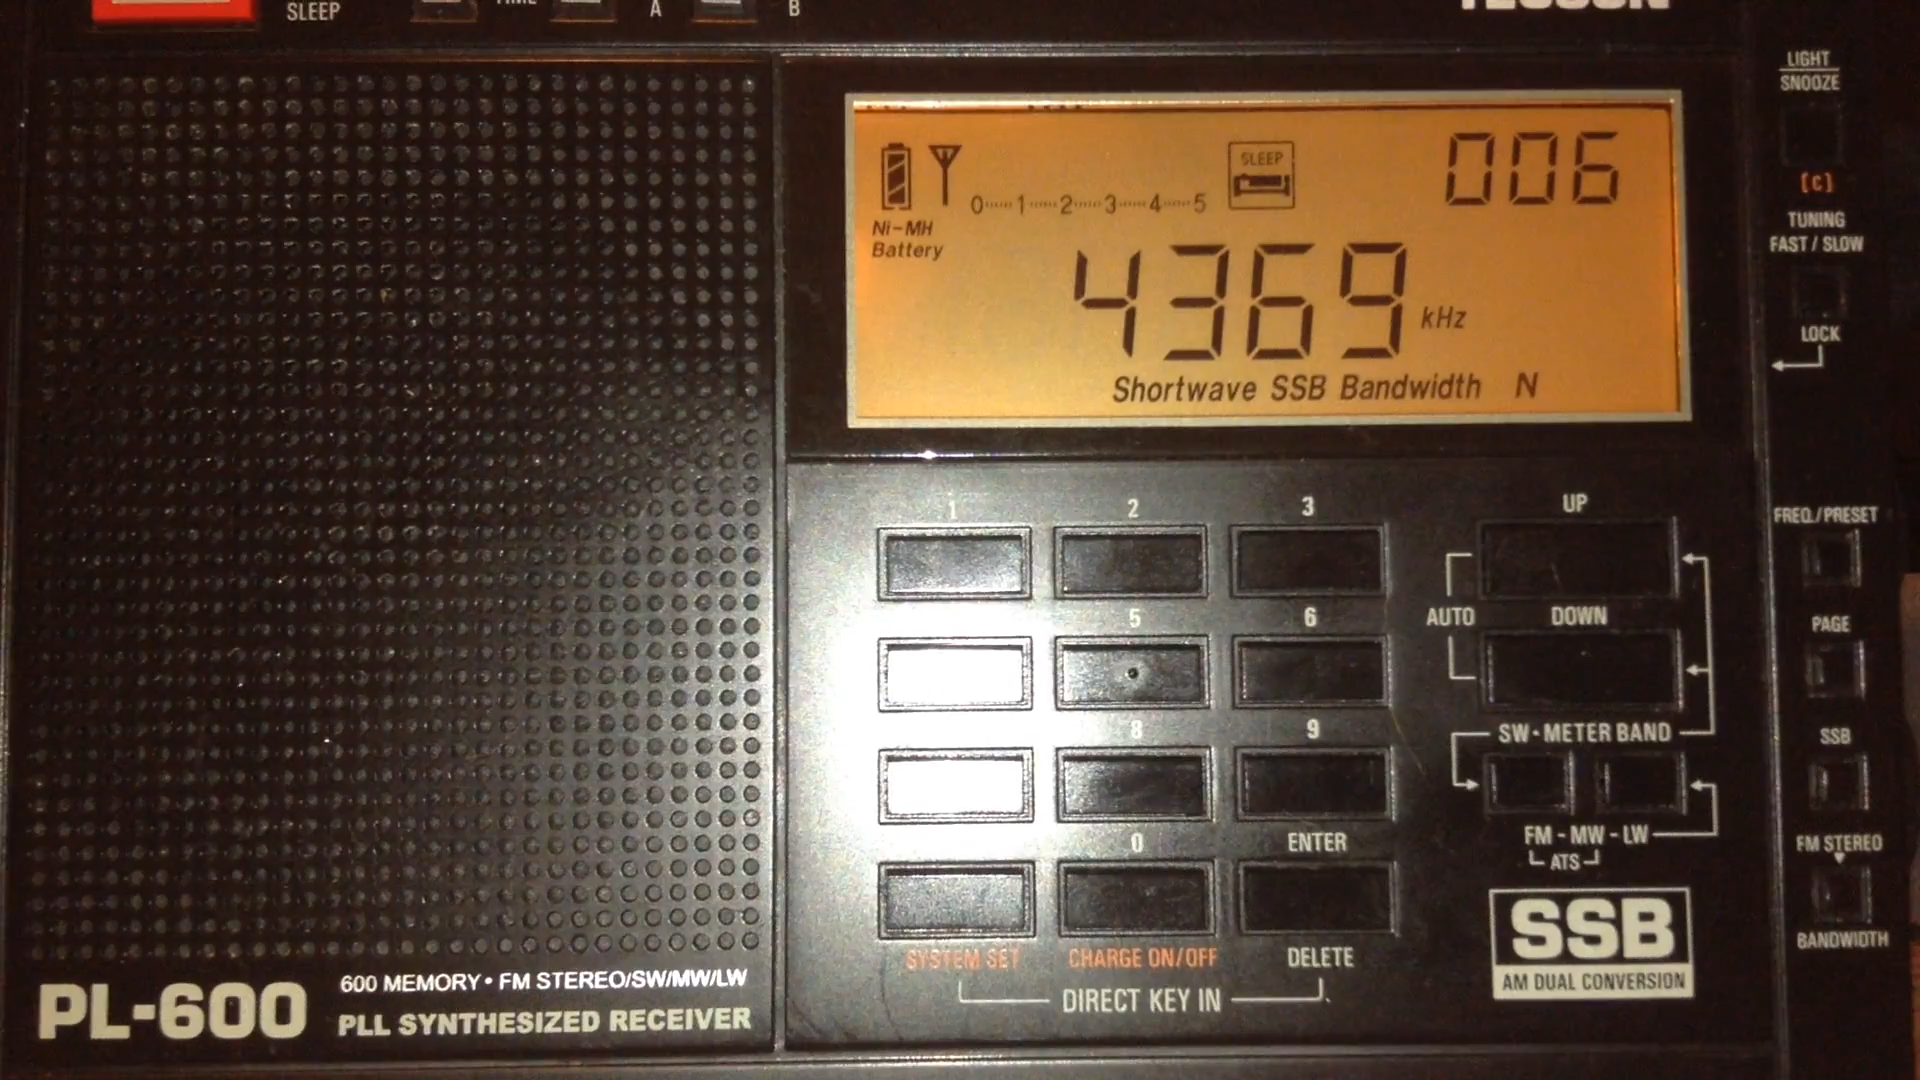 SLEEP
A
B
TECSUN
LIGHT
SNOOZE
SLEEP
006
0 1 2 3 4 5
Ni-MH
Battery
4369 kHz
Shortwave SSB Bandwidth N
[C]
TUNING
FAST / SLOW
LOCK
1
2
3
UP
FREQ./PRESET
5
6
AUTO
DOWN
PAGE
8
9
SW • METER BAND
SSB
0
ENTER
FM - MW - LW
ATS
FM STEREO
BANDWIDTH
SYSTEM SET
CHARGE ON/OFF
DELETE
DIRECT KEY IN
SSB
AM DUAL CONVERSION
PL-600
600 MEMORY • FM STEREO/SW/MW/LW
PLL SYNTHESIZED RECEIVER